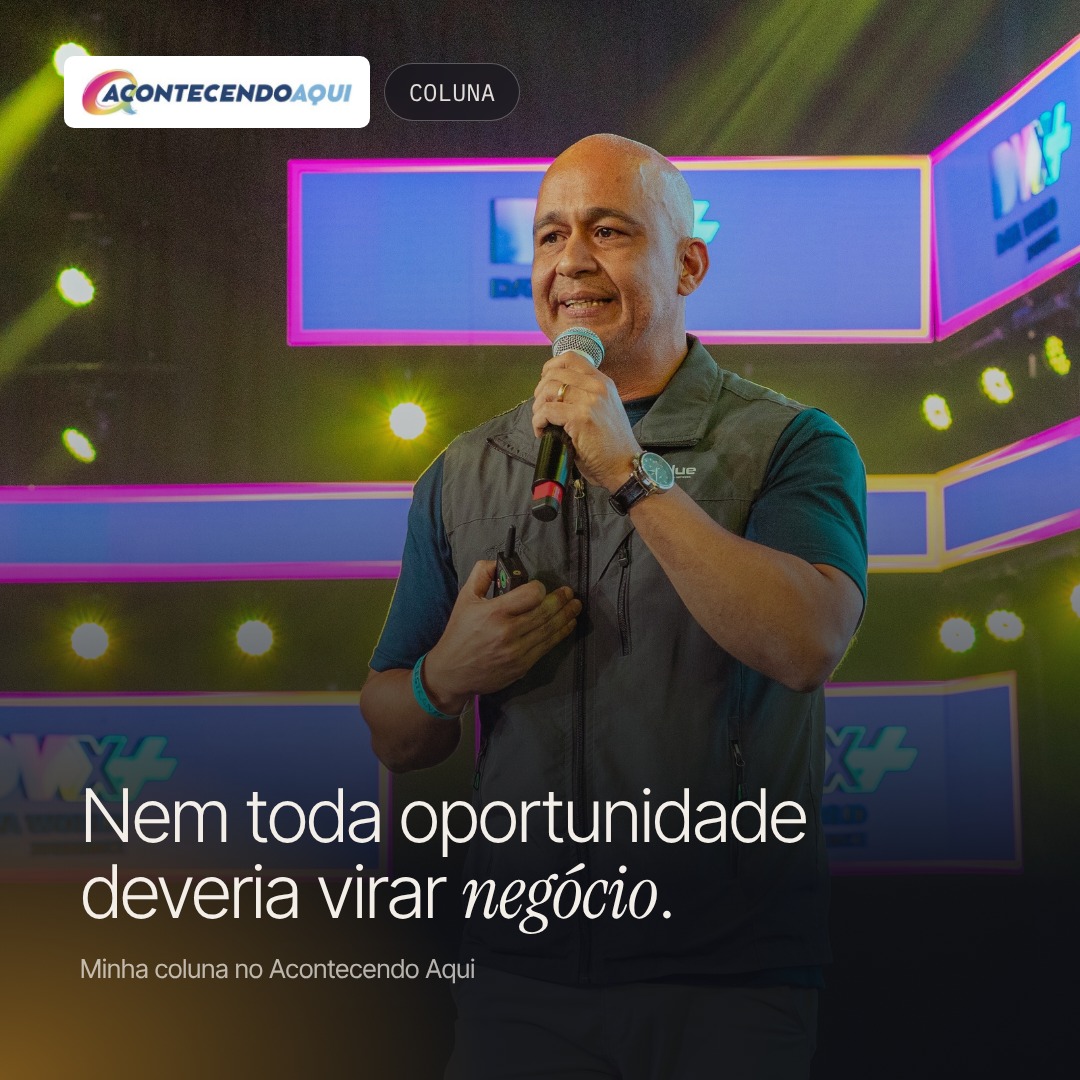 ACONTECENDOAQUI
COLUNA
Nem toda oportunidade
deveria virar negócio.
Minha coluna no Acontecendo Aqui